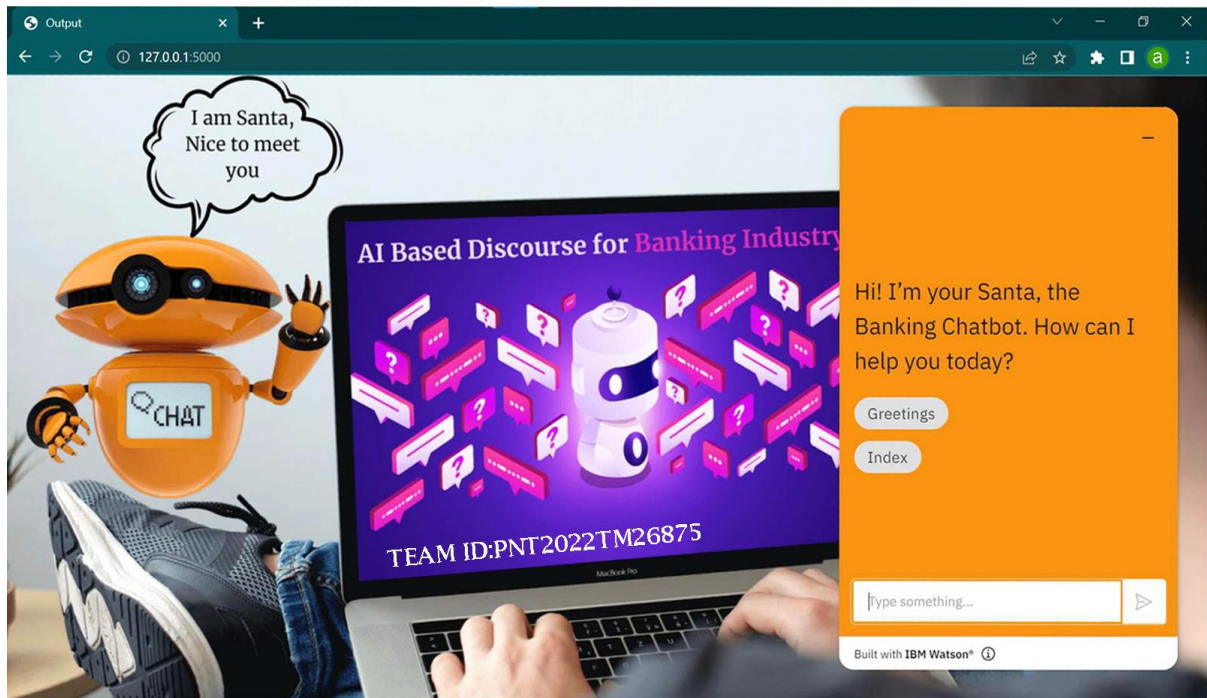 Output
127.0.0.1:5000
a
I am Santa,
Nice to meet
you
CHAT
AI Based Discourse for Banking Industry
TEAM ID:PNT2022TM26875
MacBook Pro
Hi! I’m your Santa, the
Banking Chatbot. How can I
help you today?
Greetings
Index
Type something...
Built with IBM Watson®